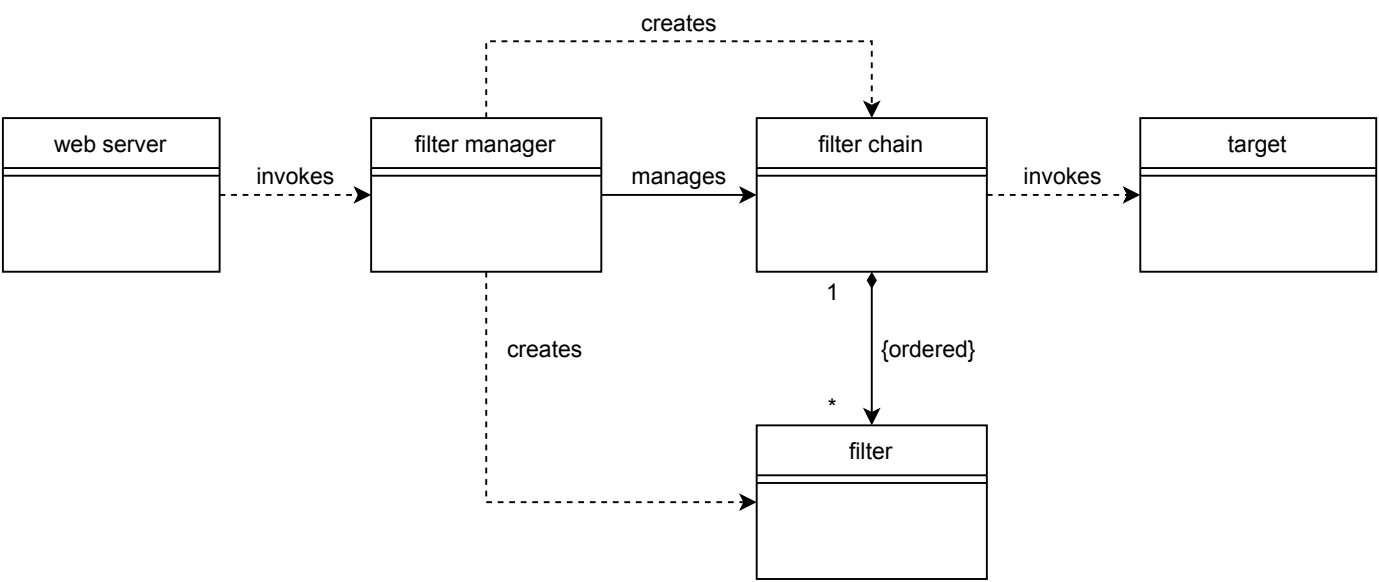 creates
web server
filter manager
filter chain
target
invokes
manages
invokes
1
creates
{ordered}
*
filter